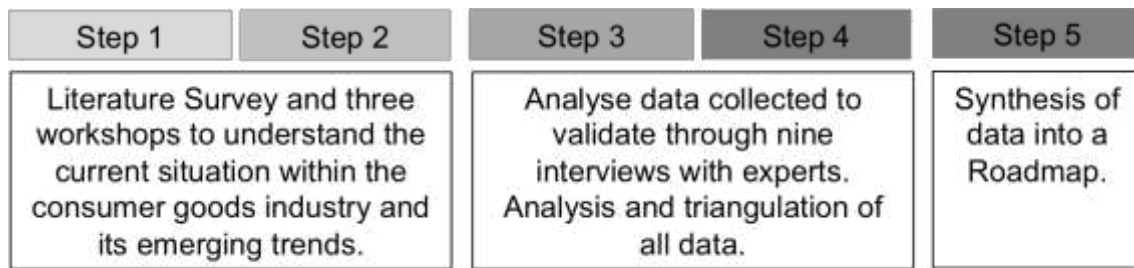 Step 1
Step 2
Step 3
Step 4
Step 5
Literature Survey and three
workshops to understand the
current situation within the
consumer goods industry and
its emerging trends.
Analyse data collected to
validate through nine
interviews with experts.
Analysis and triangulation of
all data.
Synthesis of
data into a
Roadmap.